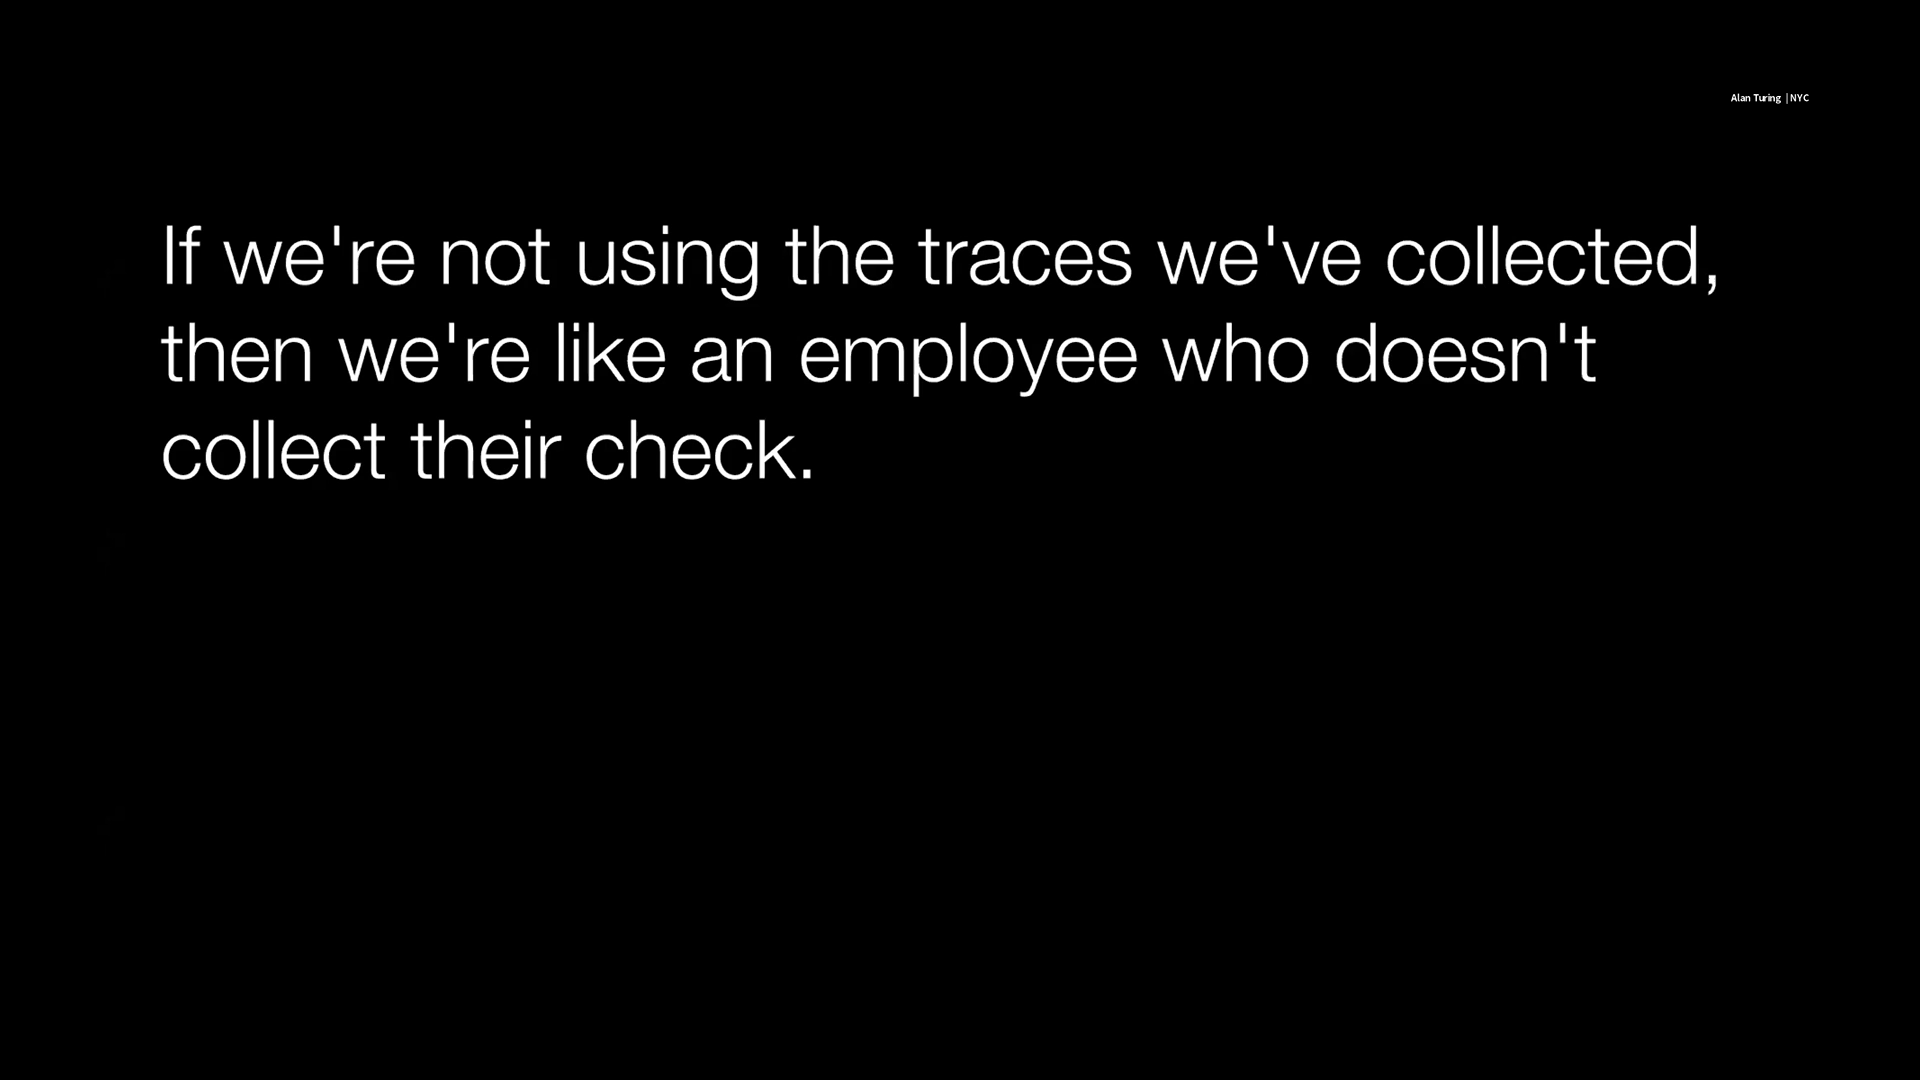 Alan Turing | NYC
If we're not using the traces we've collected,
then we're like an employee who doesn't
collect their check.